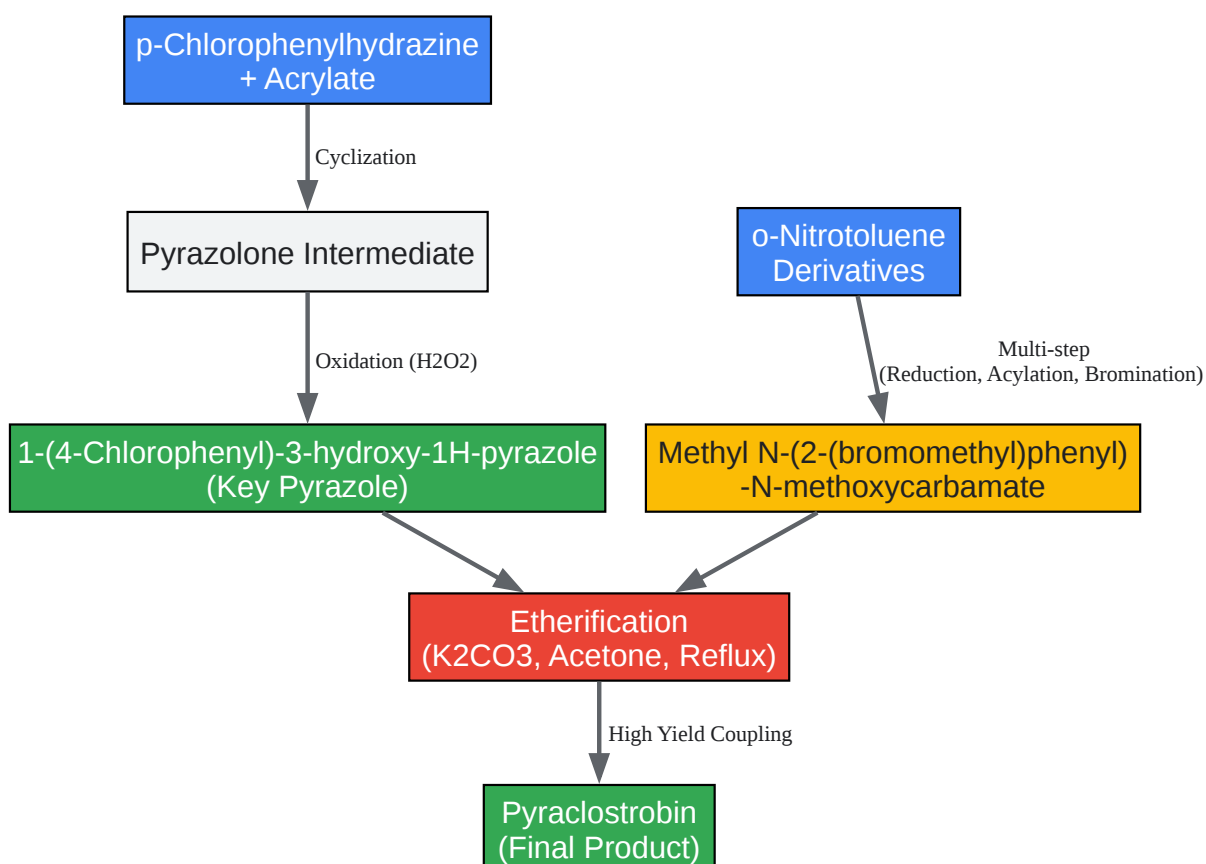 p-Chlorophenylhydrazine
+ Acrylate
Cyclization
Pyrazolone Intermediate
o-Nitrotoluene
Derivatives
Oxidation (H2O2)
Multi-step
(Reduction, Acylation, Bromination)
1-(4-Chlorophenyl)-3-hydroxy-1H-pyrazole
(Key Pyrazole)
Methyl N-(2-(bromomethyl)phenyl)
-N-methoxycarbamate
Etherification
(K2CO3, Acetone, Reflux)
High Yield Coupling
Pyraclostrobin
(Final Product)